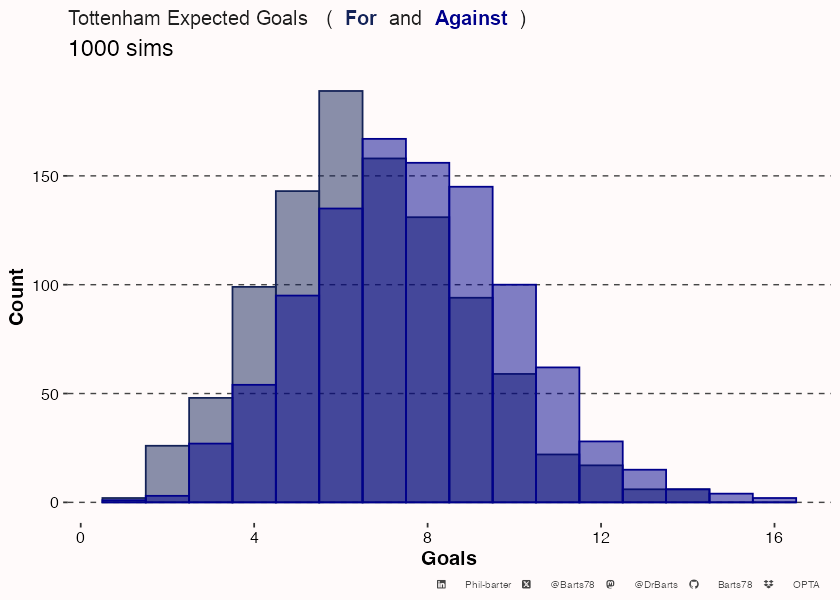 Tottenham Expected Goals ( For and Against )
1000 sims
150
100
50
0
Count
0 4 8 12 16
Goals
Phil-barter @Barts78 @DrBarts Barts78 OPTA